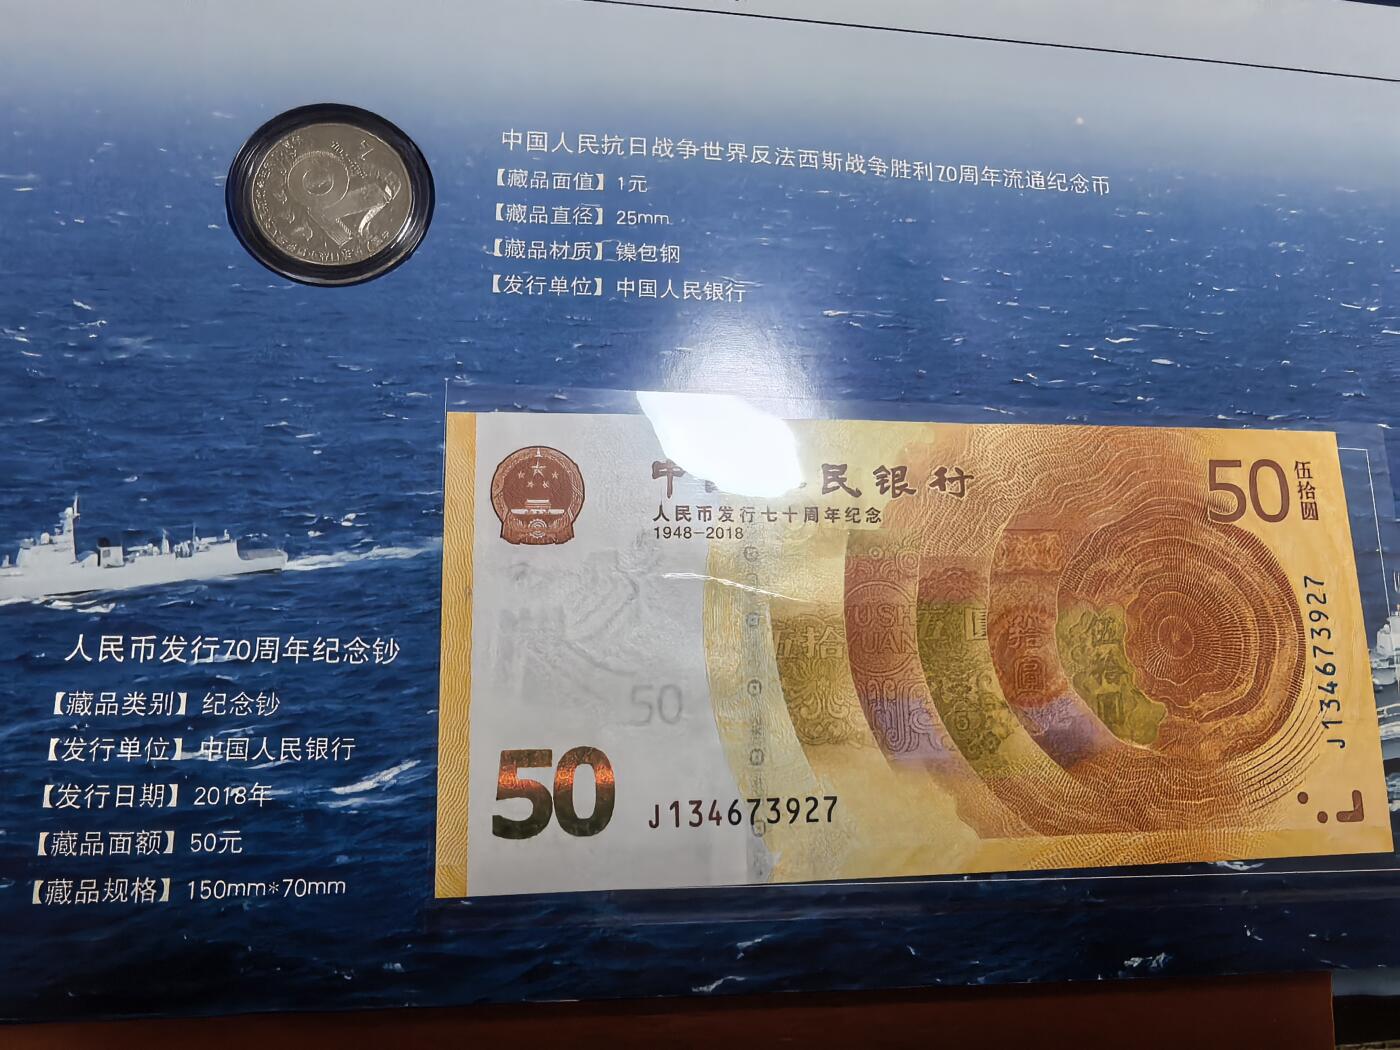 中国人民抗日战争世界反法西斯战争胜利70周年流通纪念币
【藏品面值】1元
【藏品直径】25mm
【藏品材质】镍包钢
【发行单位】中国人民银行
人民币发行70周年纪念钞
【藏品类别】纪念钞
【发行单位】中国人民银行
【发行日期】2018年
【藏品面额】50元
【藏品规格】150mm*70mm
中 民银行
人民币发行七十周年纪念
1948-2018
50
伍拾圆
50
50
J134673927
J134673927
伍拾圆